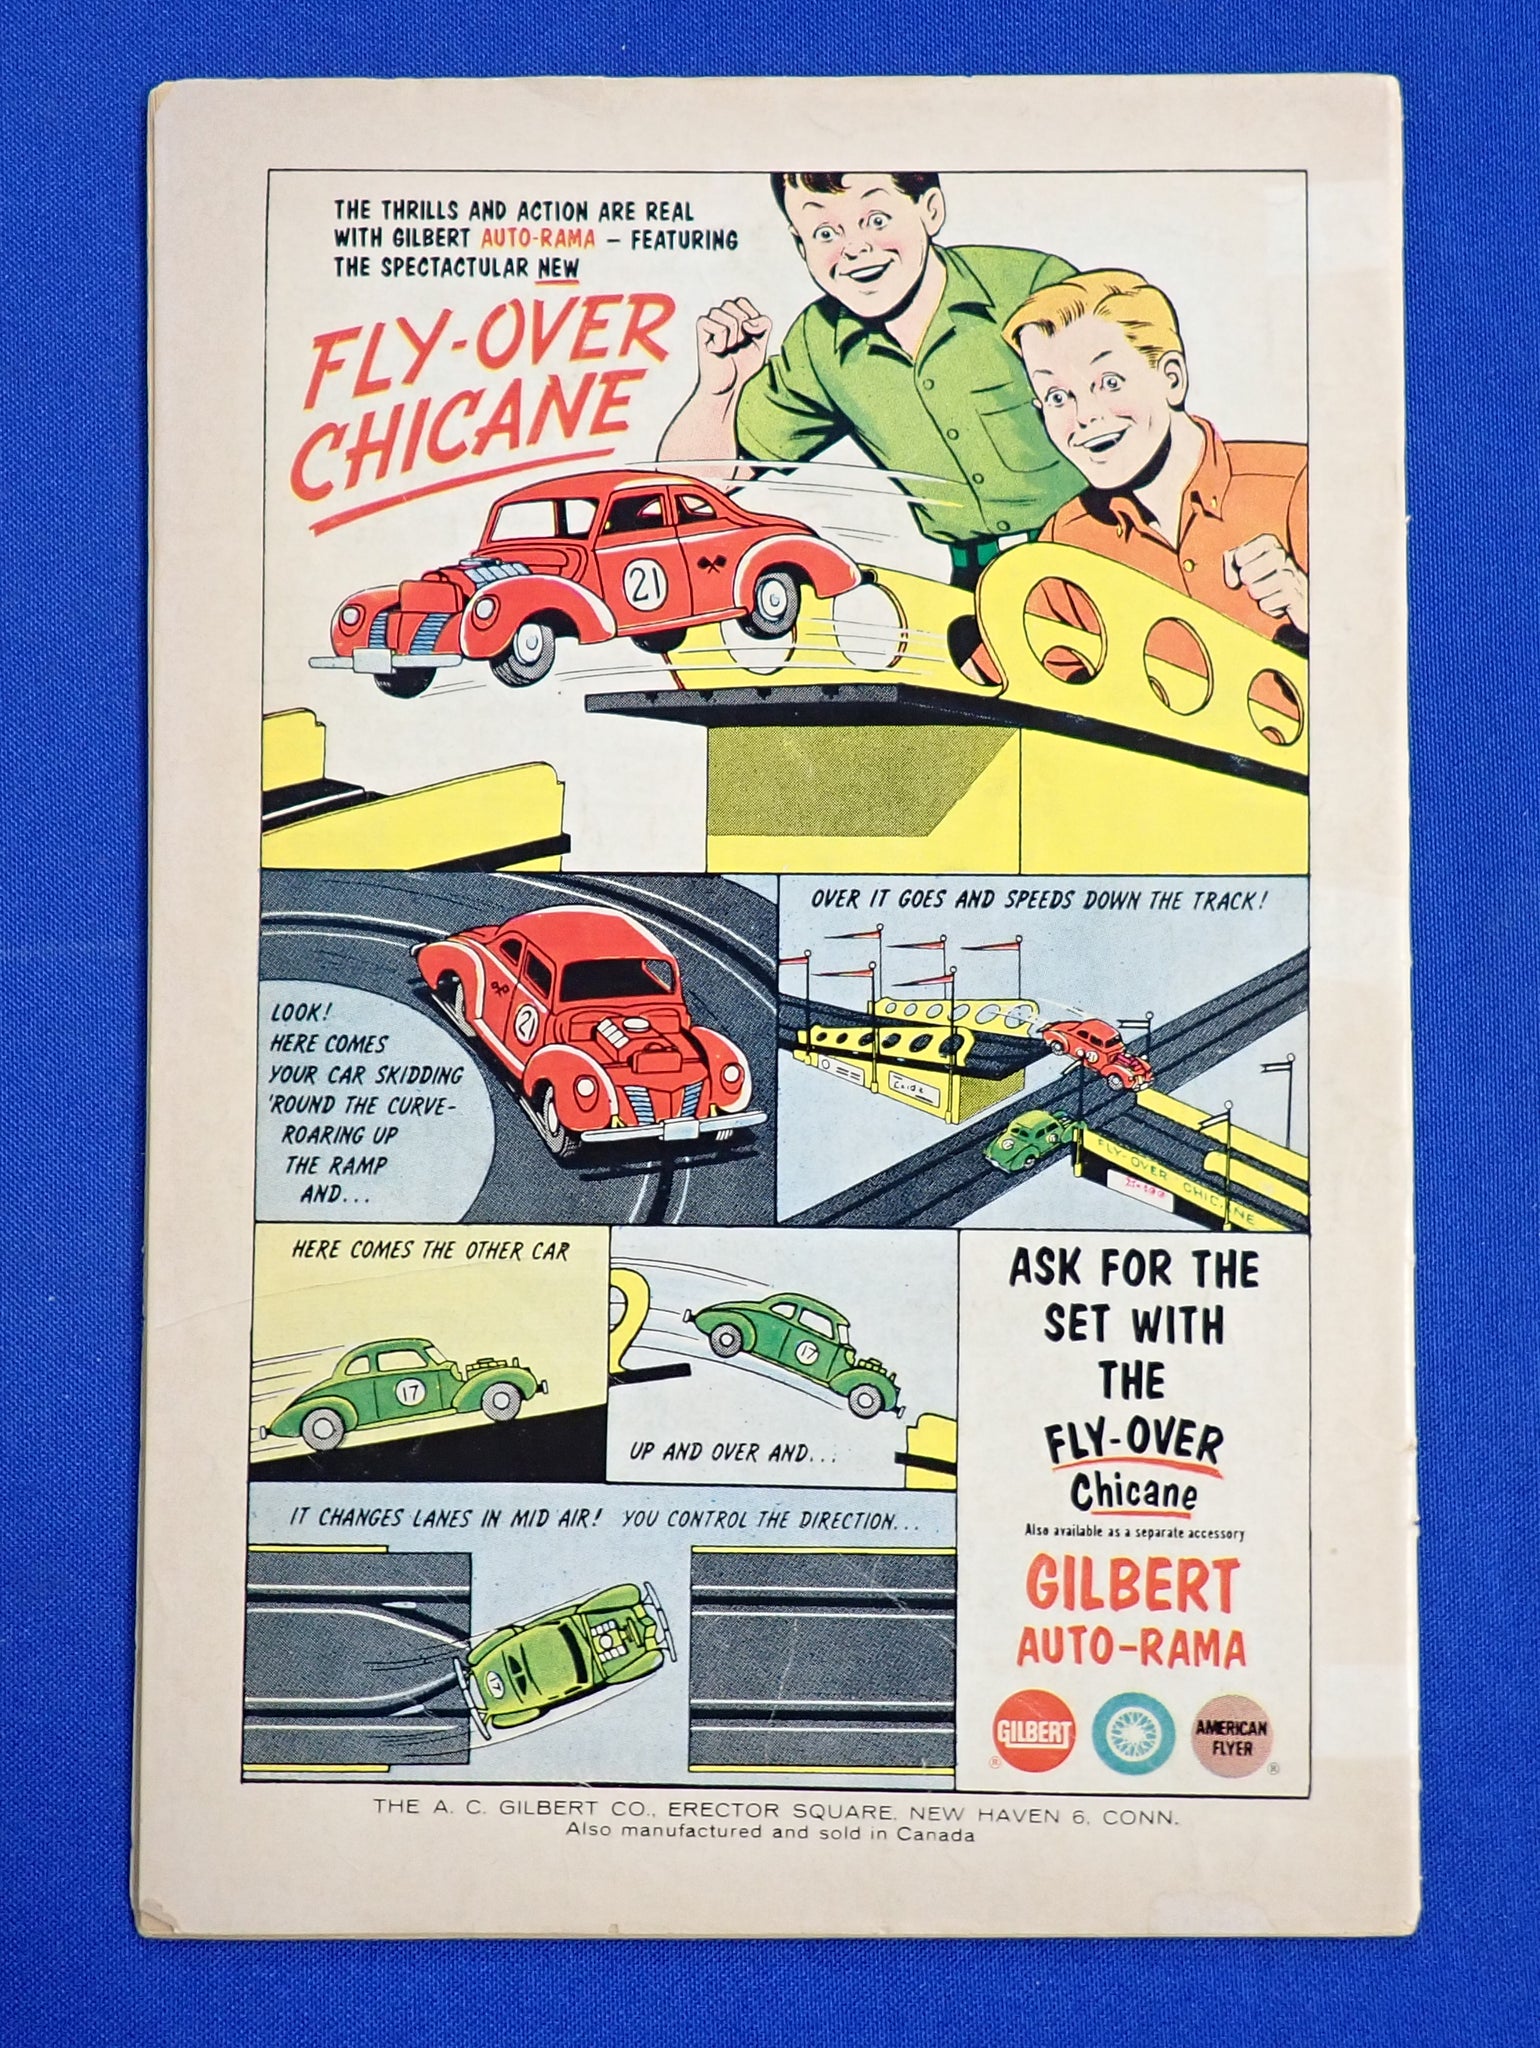 THE THRILLS AND ACTION ARE REAL
WITH GILBERT AUTO-RAMA – FEATURING
THE SPECTACTULAR NEW
FLY-OVER
CHICANE
21
LOOK!
HERE COMES
YOUR CAR SKIDDING
'ROUND THE CURVE-
ROARING UP
THE RAMP
AND...
21
OVER IT GOES AND SPEEDS DOWN THE TRACK!
FLY-OVER CHICANE
HERE COMES THE OTHER CAR
17
17
UP AND OVER AND...
IT CHANGES LANES IN MID AIR! YOU CONTROL THE DIRECTION...
17
ASK FOR THE
SET WITH
THE
FLY-OVER
Chicane
Also available as a separate accessory
GILBERT
AUTO-RAMA
GILBERT
®
AMERICAN
FLYER
®
THE A. C. GILBERT CO., ERECTOR SQUARE, NEW HAVEN 6, CONN.
Also manufactured and sold in Canada